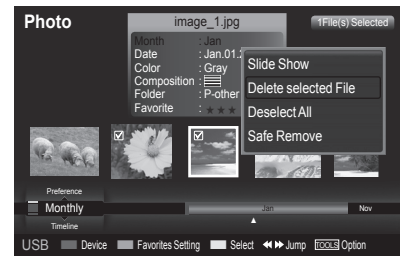 Photo
image_1.jpg
1File(s) Selected
Month : Jan
Date : Jan.01.
Color : Gray
Composition :
Folder : P-other
Favorite : ★ ★ ★
Slide Show
Delete selected File
Deselect All
Safe Remove
Preference
Monthly
Timeline
Jan
Nov
USB Device Favorites Setting Select Jump TOOLS Option